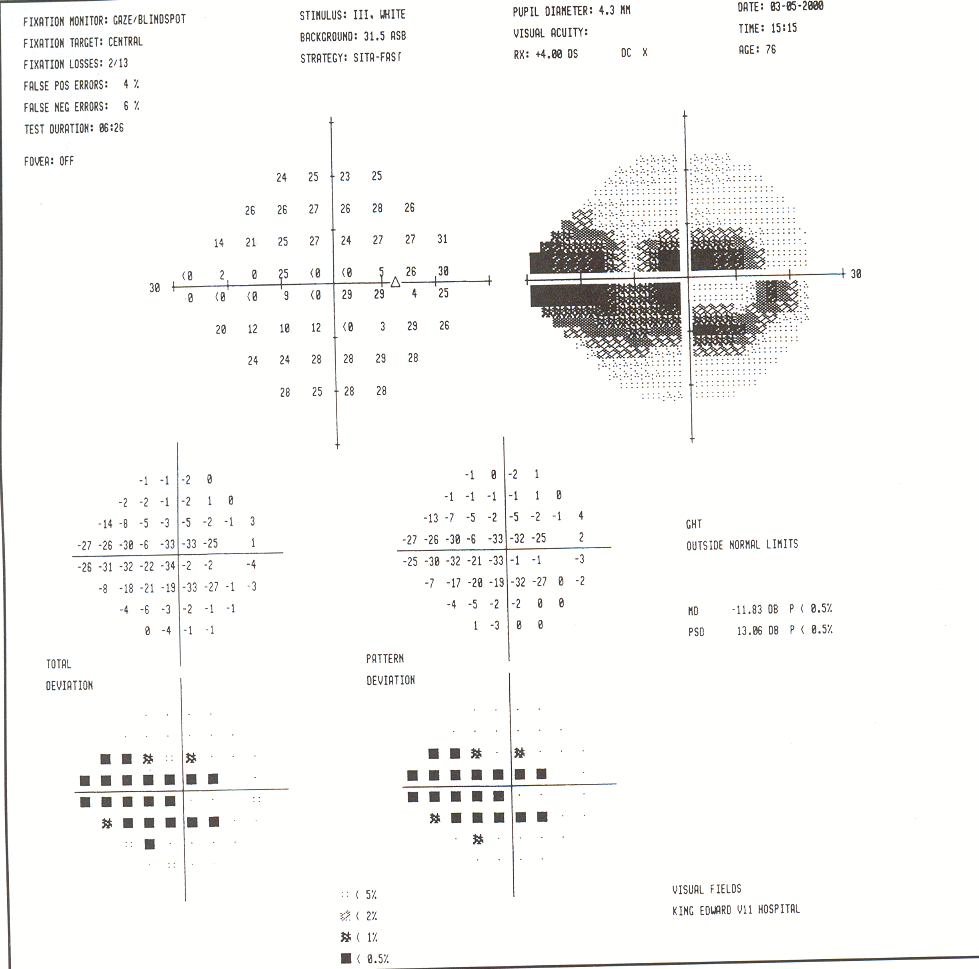 FIXATION MONITOR: GAZE/BLINDSPOT
FIXATION TARGET: CENTRAL
FIXATION LOSSES: 2/13
FALSE POS ERRORS: 4 %
FALSE NEG ERRORS: 6 %
TEST DURATION: 06:26
FOVEA: OFF
STIMULUS: III, WHITE
BACKGROUND: 31.5 ASB
STRATEGY: SITA-FAST
PUPIL DIAMETER: 4.3 MM
VISUAL ACUITY:
RX: +4.00 DS DC X
DATE: 03-05-2000
TIME: 15:15
AGE: 76
24 25 23 25
26 26 27 26 28 26
14 21 25 27 24 27 27 31
<0 2 0 25 <0 <0 5 26 30
30
0 <0 <0 9 <0 29 29 4 25
20 12 10 12 <0 3 29 26
24 24 28 28 29 28
28 25 28 28
30
-1 -1 -2 0
-2 -2 -1 -2 1 0
-14 -8 -5 -3 -5 -2 -1 3
-27 -26 -30 -6 -33 -33 -25 1
-26 -31 -32 -22 -34 -2 -2 -4
-8 -18 -21 -19 -33 -27 -1 -3
-4 -6 -3 -2 -1 -1
0 -4 -1 -1
TOTAL
DEVIATION
-1 0 -2 1
-1 -1 -1 -1 1 0
-13 -7 -5 -2 -5 -2 -1 4
-27 -26 -30 -6 -33 -32 -25 2
-25 -30 -32 -21 -33 -1 -1 -3
-7 -17 -20 -19 -32 -27 0 -2
-4 -5 -2 -2 0 0
1 -3 0 0
PATTERN
DEVIATION
GHT
OUTSIDE NORMAL LIMITS
MD -11.83 DB P < 0.5%
PSD 13.06 DB P < 0.5%
< 5%
< 2%
< 1%
< 0.5%
VISUAL FIELDS
KING EDWARD V11 HOSPITAL